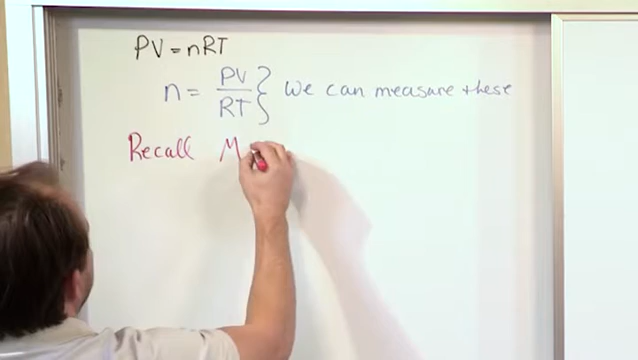 PV = nRT
n = PV/RT } We can measure these
Recall M